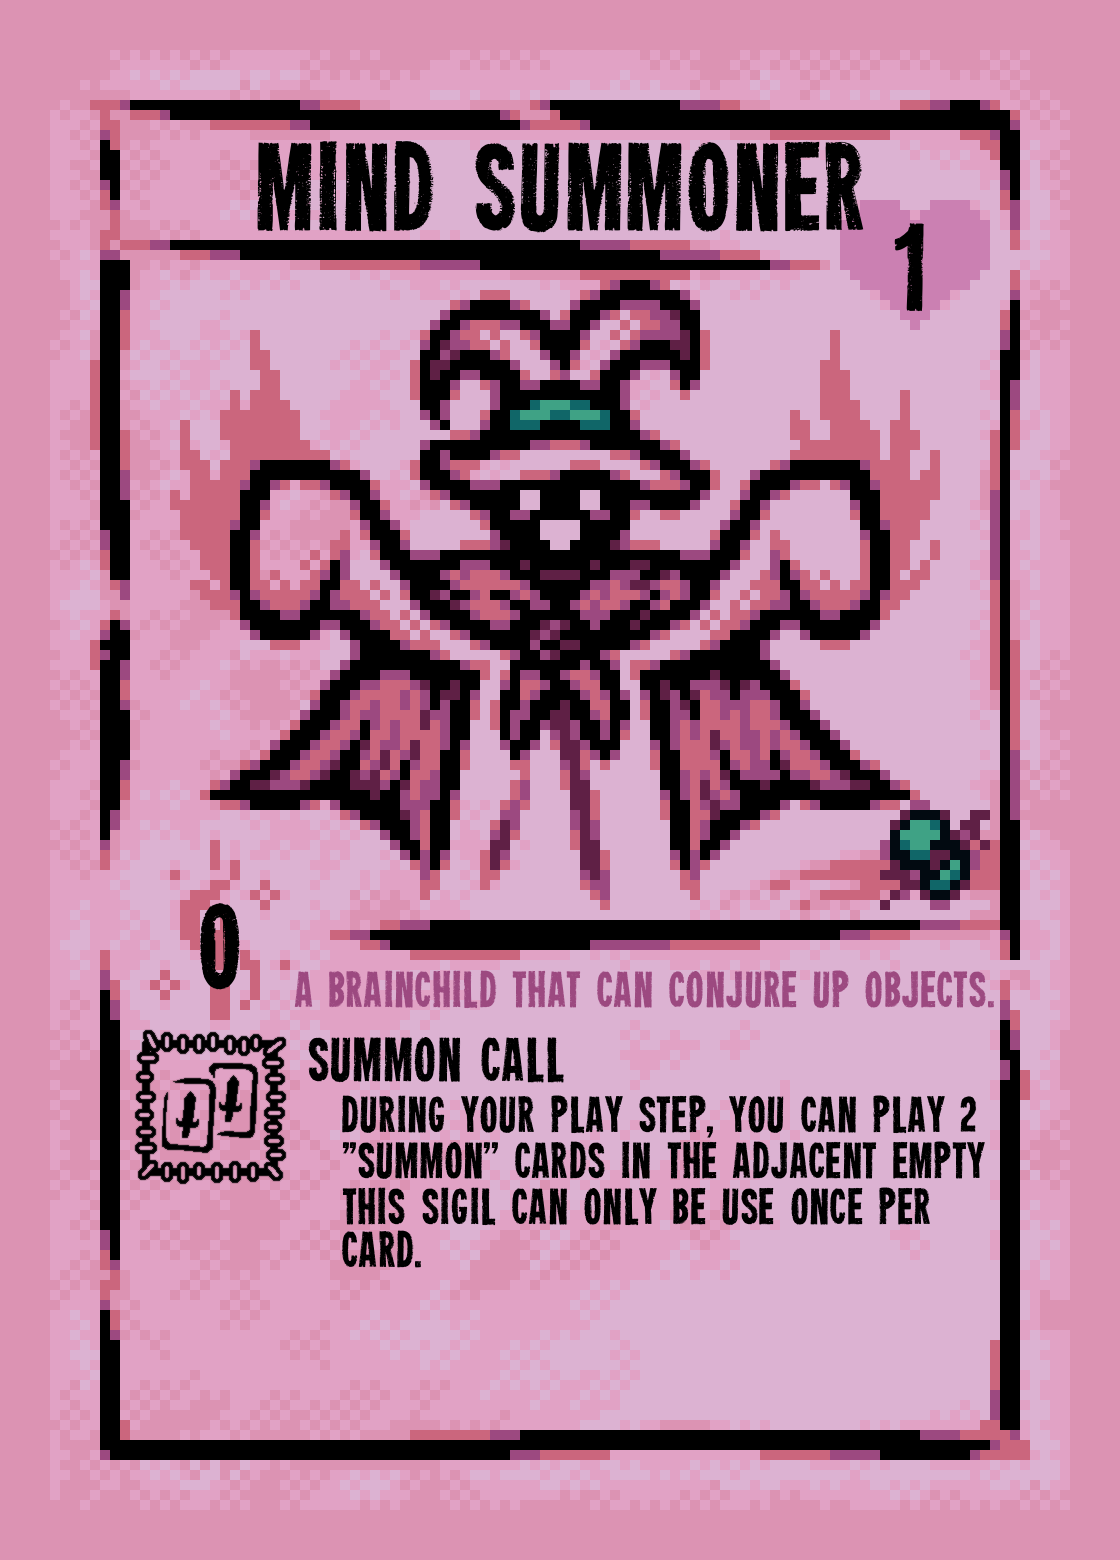 MIND SUMMONER
1
0
A BRAINCHILD THAT CAN CONJURE UP OBJECTS.
SUMMON CALL
DURING YOUR PLAY STEP, YOU CAN PLAY 2
"SUMMON" CARDS IN THE ADJACENT EMPTY
THIS SIGIL CAN ONLY BE USE ONCE PER
CARD.